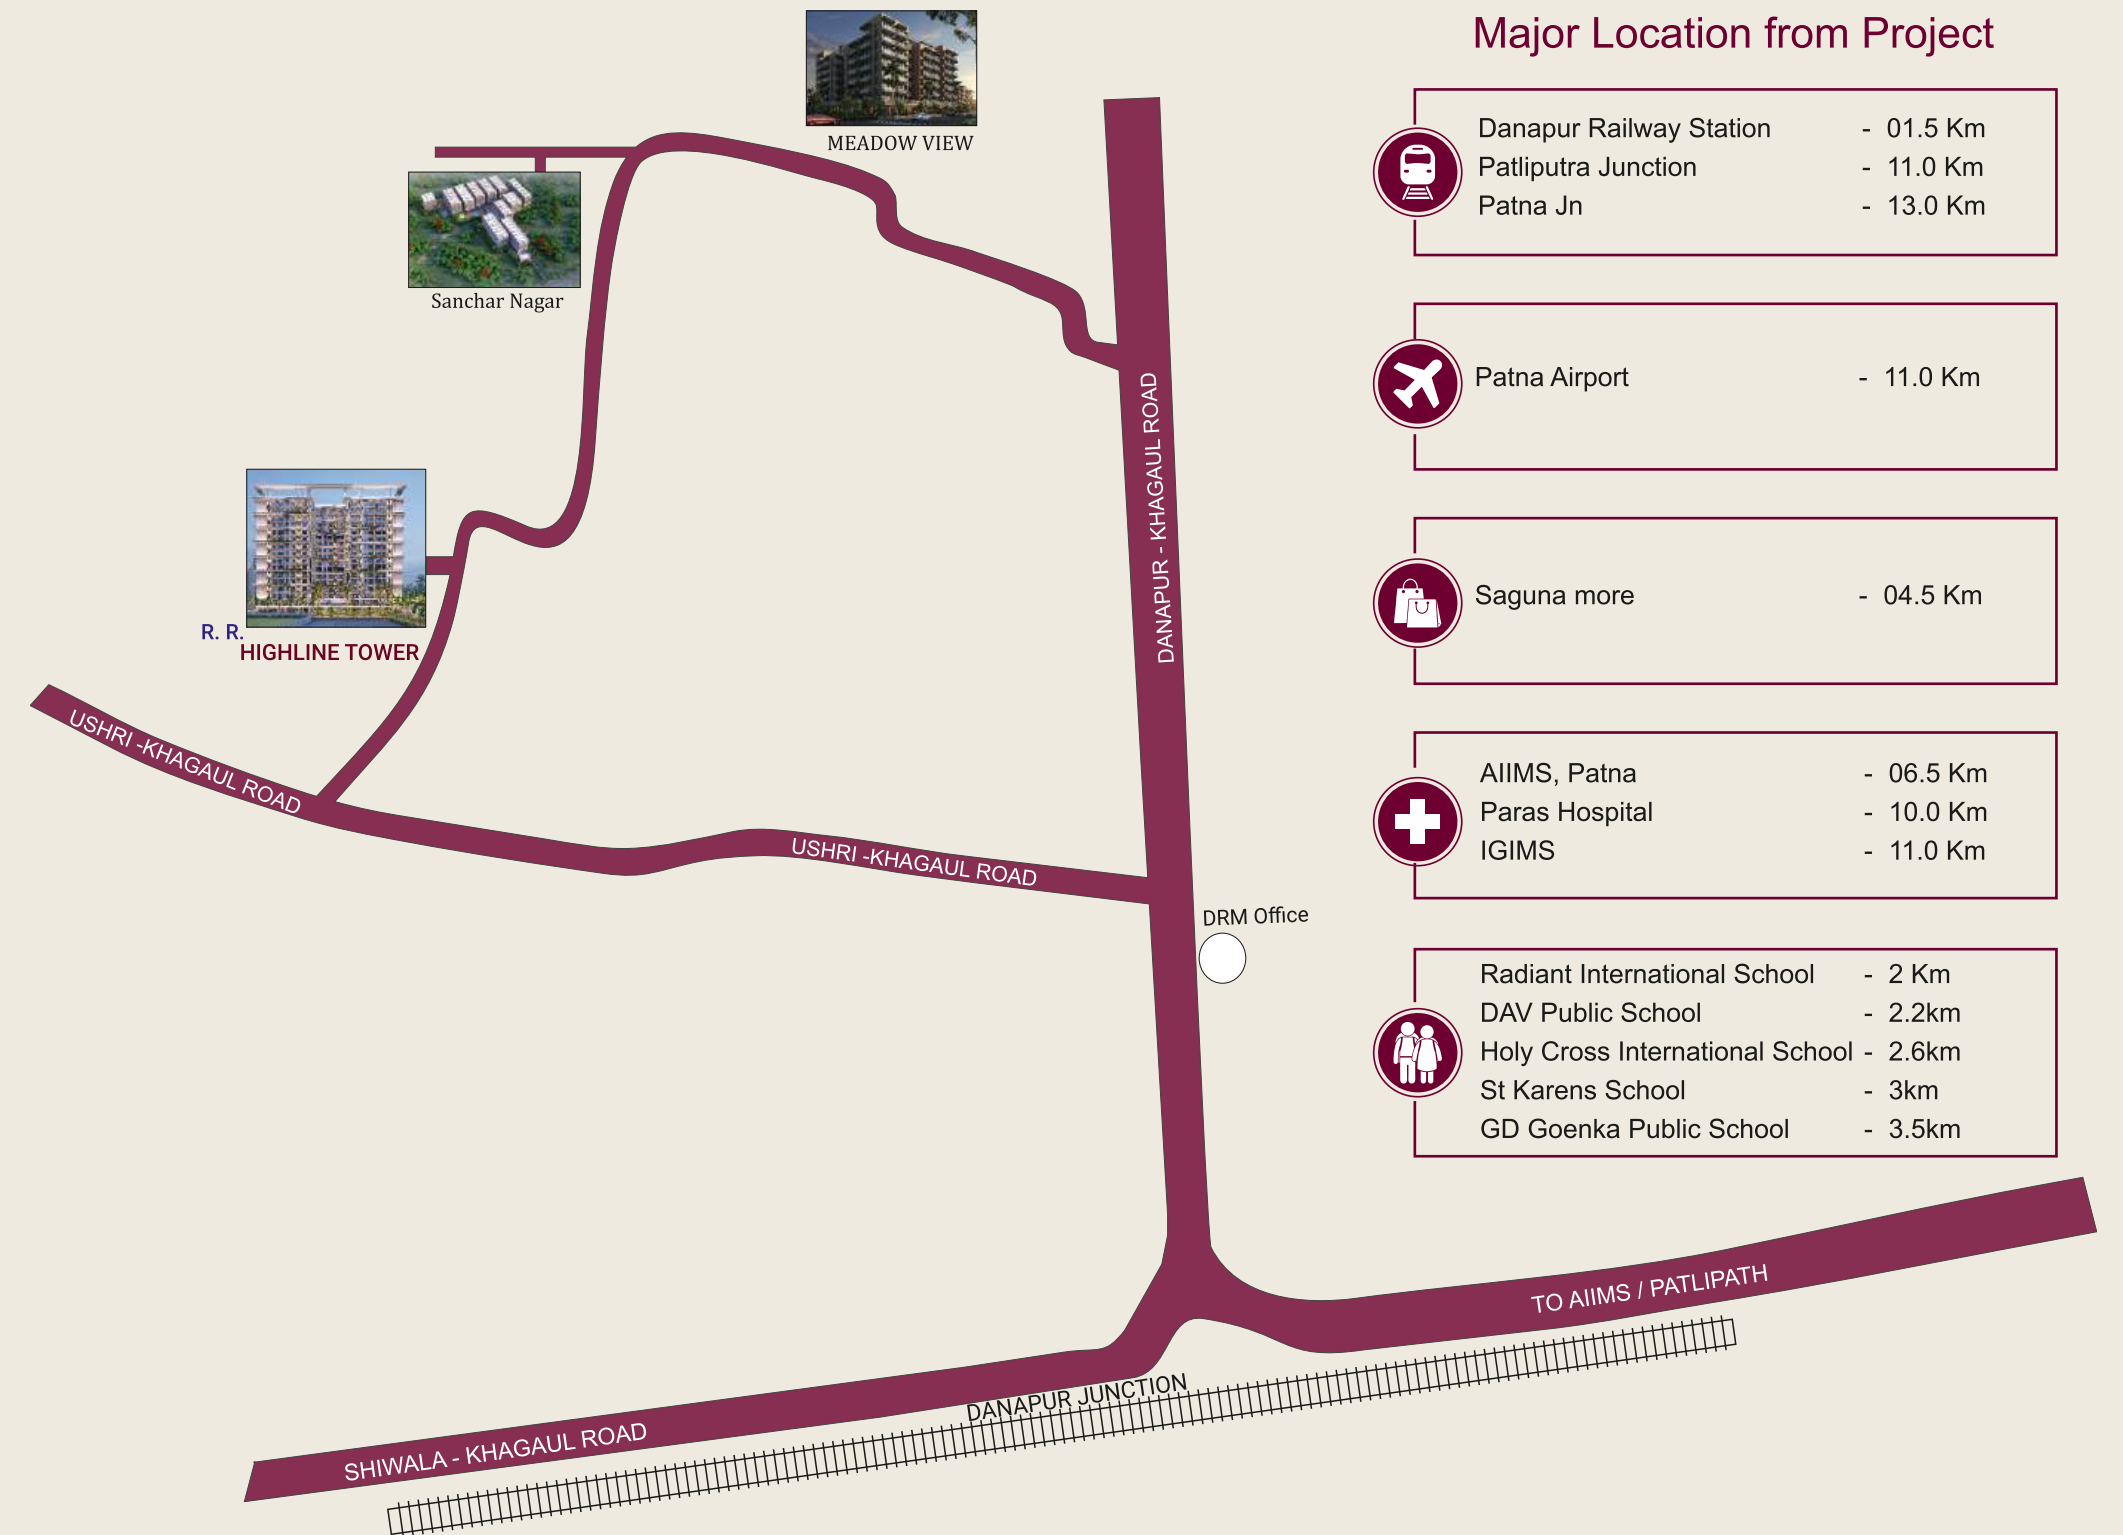 MEADOW VIEW
Sanchar Nagar
R. R.
HIGHLINE TOWER
DANAPUR - KHAGAUL ROAD
USHRI -KHAGAUL ROAD
USHRI -KHAGAUL ROAD
DRM Office
TO AIIMS / PATLIPATH
DANAPUR JUNCTION
SHIWALA - KHAGAUL ROAD
Major Location from Project
Danapur Railway Station - 01.5 Km
Patliputra Junction - 11.0 Km
Patna Jn - 13.0 Km
Patna Airport - 11.0 Km
Saguna more - 04.5 Km
AIIMS, Patna - 06.5 Km
Paras Hospital - 10.0 Km
IGIMS - 11.0 Km
Radiant International School - 2 Km
DAV Public School - 2.2km
Holy Cross International School - 2.6km
St Karens School - 3km
GD Goenka Public School - 3.5km